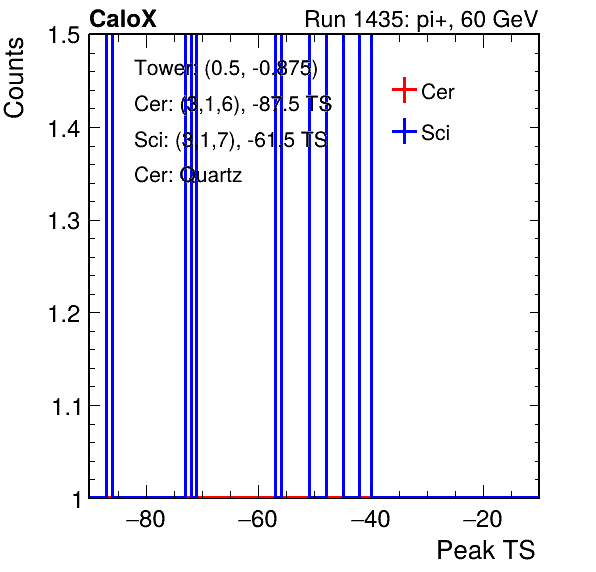 CaloX Run 1435: pi+, 60 GeV
Counts
1.5
1.4
1.3
1.2
1.1
1
Tower: (0.5, -0.875)
Cer: (3,1,6), -87.5 TS
Sci: (3,1,7), -61.5 TS
Cer: Quartz
Cer
Sci
−80 −60 −40 −20
Peak TS